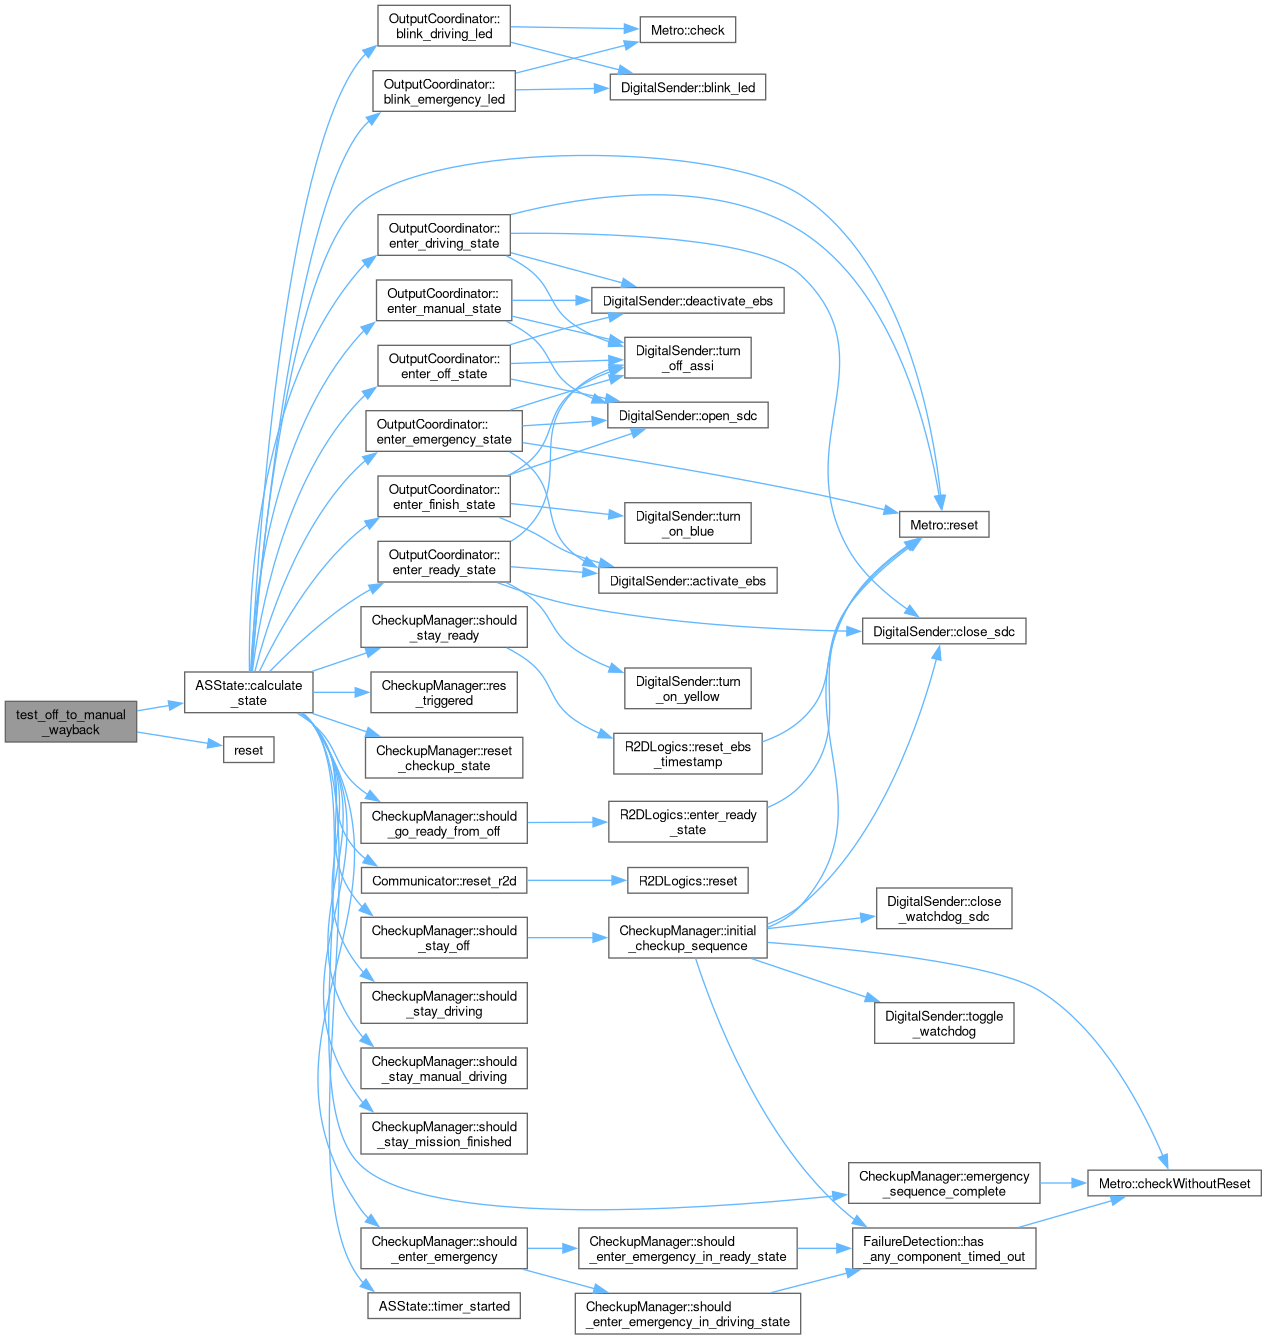 OutputCoordinator::
blink_driving_led
Metro::check
OutputCoordinator::
blink_emergency_led
DigitalSender::blink_led
OutputCoordinator::
enter_driving_state
OutputCoordinator::
enter_manual_state
DigitalSender::deactivate_ebs
OutputCoordinator::
enter_off_state
DigitalSender::turn
_off_assi
OutputCoordinator::
enter_emergency_state
DigitalSender::open_sdc
OutputCoordinator::
enter_finish_state
DigitalSender::turn
_on_blue
Metro::reset
OutputCoordinator::
enter_ready_state
DigitalSender::activate_ebs
CheckupManager::should
_stay_ready
DigitalSender::close_sdc
ASState::calculate
_state
CheckupManager::res
_triggered
DigitalSender::turn
_on_yellow
test_off_to_manual
_wayback
reset
CheckupManager::reset
_checkup_state
R2DLogics::reset_ebs
_timestamp
CheckupManager::should
_go_ready_from_off
R2DLogics::enter_ready
_state
Communicator::reset_r2d
R2DLogics::reset
CheckupManager::should
_stay_off
CheckupManager::initial
_checkup_sequence
DigitalSender::close
_watchdog_sdc
CheckupManager::should
_stay_driving
DigitalSender::toggle
_watchdog
CheckupManager::should
_stay_manual_driving
CheckupManager::should
_stay_mission_finished
CheckupManager::emergency
_sequence_complete
Metro::checkWithoutReset
CheckupManager::should
_enter_emergency
CheckupManager::should
_enter_emergency_in_ready_state
FailureDetection::has
_any_component_timed_out
ASState::timer_started
CheckupManager::should
_enter_emergency_in_driving_state